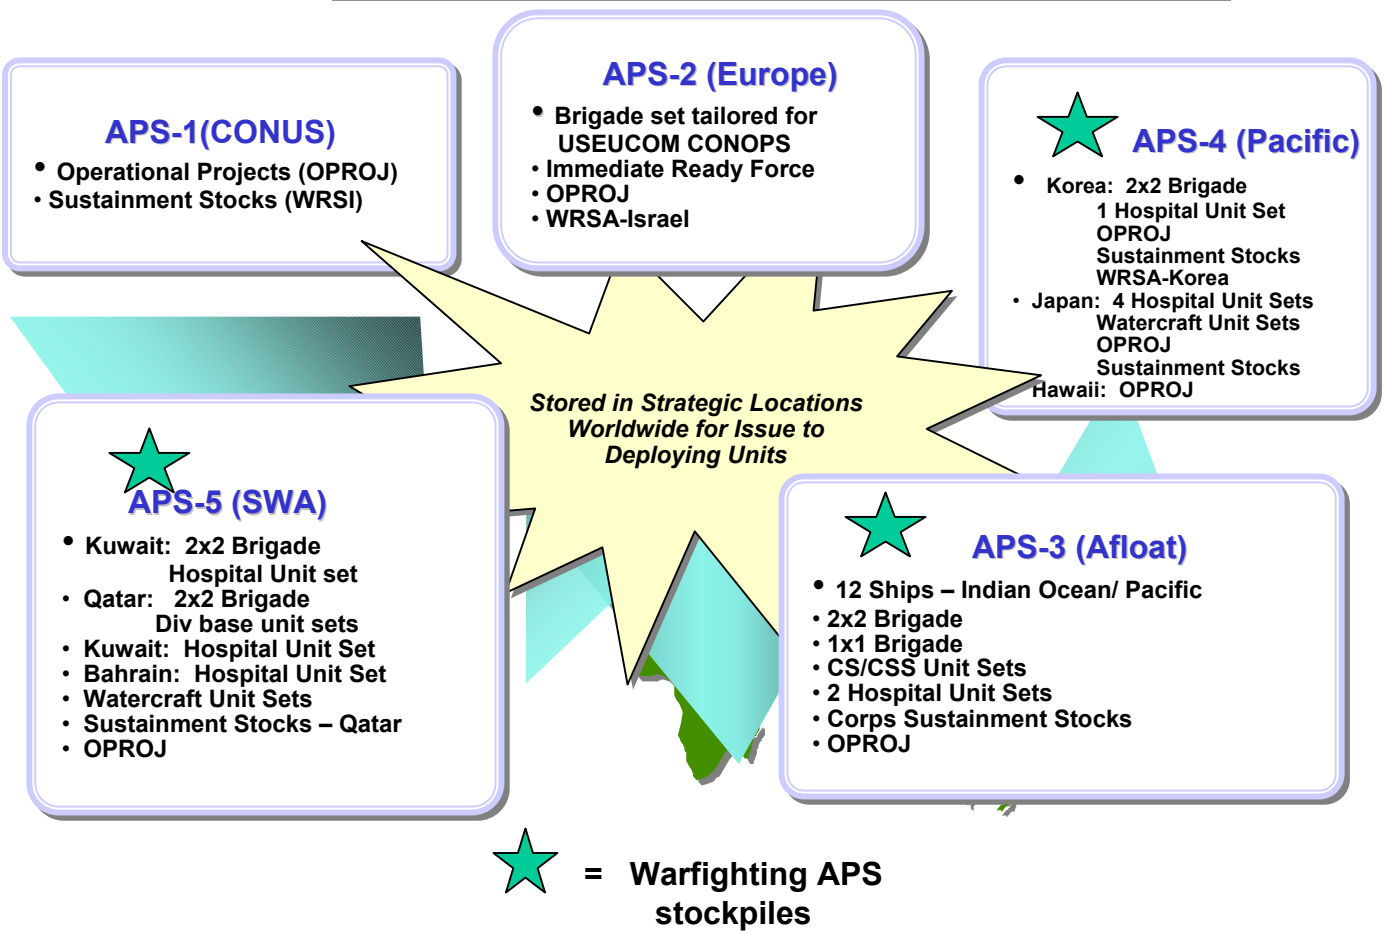 APS-1(CONUS)
• Operational Projects (OPROJ)
• Sustainment Stocks (WRSI)
APS-2 (Europe)
• Brigade set tailored for
USEUCOM CONOPS
• Immediate Ready Force
• OPROJ
• WRSA-Israel
APS-4 (Pacific)
• Korea: 2x2 Brigade
1 Hospital Unit Set
OPROJ
Sustainment Stocks
WRSA-Korea
• Japan: 4 Hospital Unit Sets
Watercraft Unit Sets
OPROJ
Sustainment Stocks
Hawaii: OPROJ
Stored in Strategic Locations
Worldwide for Issue to
Deploying Units
APS-5 (SWA)
• Kuwait: 2x2 Brigade
Hospital Unit set
• Qatar: 2x2 Brigade
Div base unit sets
• Kuwait: Hospital Unit Set
• Bahrain: Hospital Unit Set
• Watercraft Unit Sets
• Sustainment Stocks – Qatar
• OPROJ
APS-3 (Afloat)
• 12 Ships – Indian Ocean/ Pacific
• 2x2 Brigade
• 1x1 Brigade
• CS/CSS Unit Sets
• 2 Hospital Unit Sets
• Corps Sustainment Stocks
• OPROJ
= Warfighting APS
stockpiles